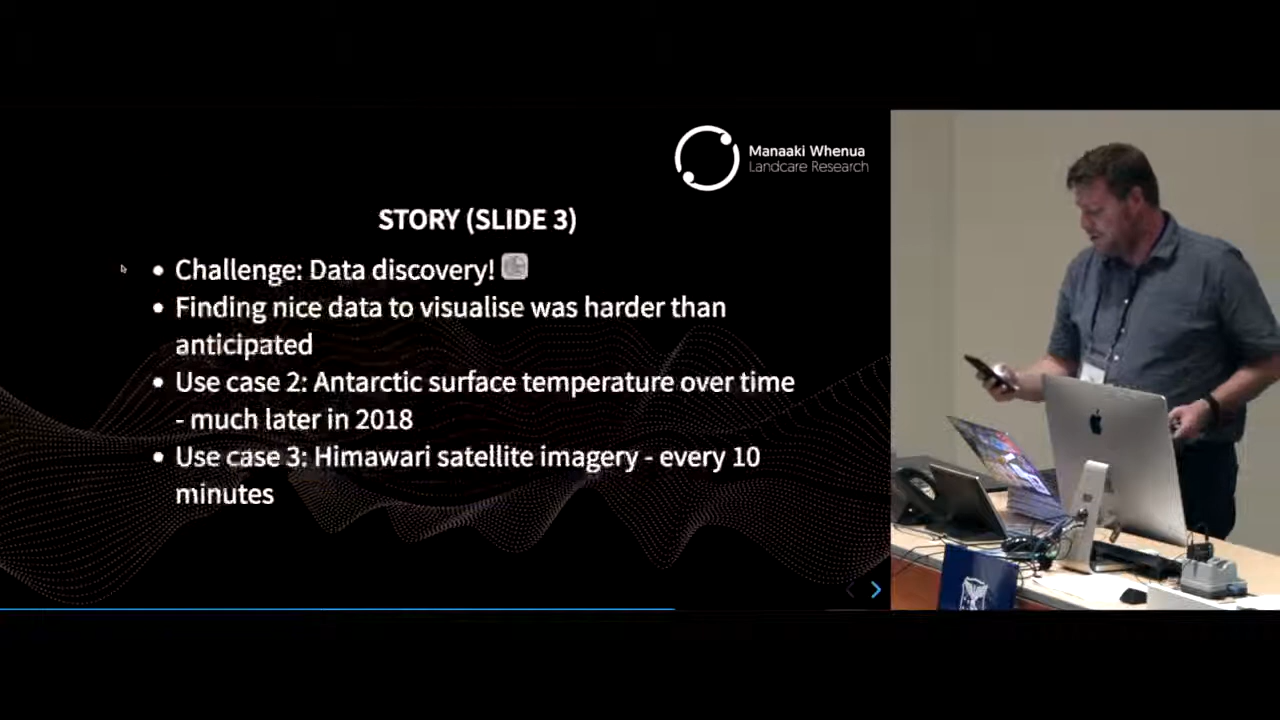 Manaaki Whenua
Landcare Research
STORY (SLIDE 3)
• Challenge: Data discovery!
• Finding nice data to visualise was harder than
anticipated
• Use case 2: Antarctic surface temperature over time
- much later in 2018
• Use case 3: Himawari satellite imagery - every 10
minutes